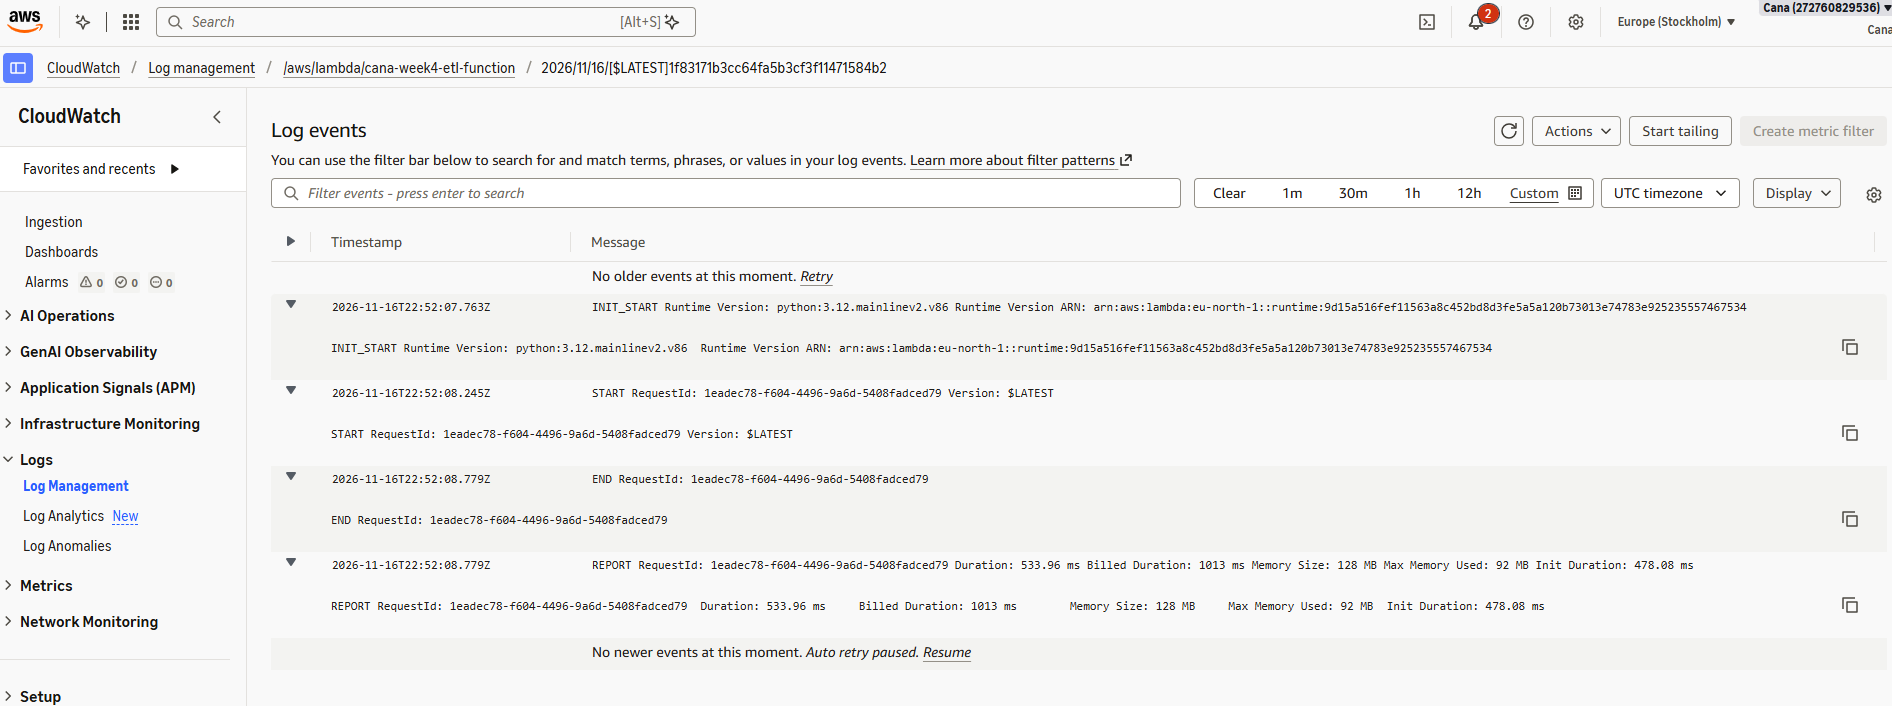 aws
Search [Alt+S]
2
Europe (Stockholm)
Cana (272760829536)
Cana
CloudWatch / Log management / /aws/lambda/cana-week4-etl-function / 2026/11/16/[$LATEST]1f83171b3cc64fa5b3cf3f11471584b2
CloudWatch
Favorites and recents
Ingestion
Dashboards
Alarms 0 0 0
AI Operations
GenAI Observability
Application Signals (APM)
Infrastructure Monitoring
Logs
Log Management
Log Analytics New
Log Anomalies
Metrics
Network Monitoring
Setup
Log events
Actions Start tailing Create metric filter
You can use the filter bar below to search for and match terms, phrases, or values in your log events. Learn more about filter patterns
Filter events - press enter to search
Clear 1m 30m 1h 12h Custom UTC timezone Display
Timestamp Message
No older events at this moment. Retry
2026-11-16T22:52:07.763Z INIT_START Runtime Version: python:3.12.mainlinev2.v86 Runtime Version ARN: arn:aws:lambda:eu-north-1::runtime:9d15a516fef11563a8c452bd8d3fe5a5a120b73013e74783e925235557467534
INIT_START Runtime Version: python:3.12.mainlinev2.v86 Runtime Version ARN: arn:aws:lambda:eu-north-1::runtime:9d15a516fef11563a8c452bd8d3fe5a5a120b73013e74783e925235557467534
2026-11-16T22:52:08.245Z START RequestId: 1eadec78-f604-4496-9a6d-5408fadced79 Version: $LATEST
START RequestId: 1eadec78-f604-4496-9a6d-5408fadced79 Version: $LATEST
2026-11-16T22:52:08.779Z END RequestId: 1eadec78-f604-4496-9a6d-5408fadced79
END RequestId: 1eadec78-f604-4496-9a6d-5408fadced79
2026-11-16T22:52:08.779Z REPORT RequestId: 1eadec78-f604-4496-9a6d-5408fadced79 Duration: 533.96 ms Billed Duration: 1013 ms Memory Size: 128 MB Max Memory Used: 92 MB Init Duration: 478.08 ms
REPORT RequestId: 1eadec78-f604-4496-9a6d-5408fadced79 Duration: 533.96 ms Billed Duration: 1013 ms Memory Size: 128 MB Max Memory Used: 92 MB Init Duration: 478.08 ms
No newer events at this moment. Auto retry paused. Resume